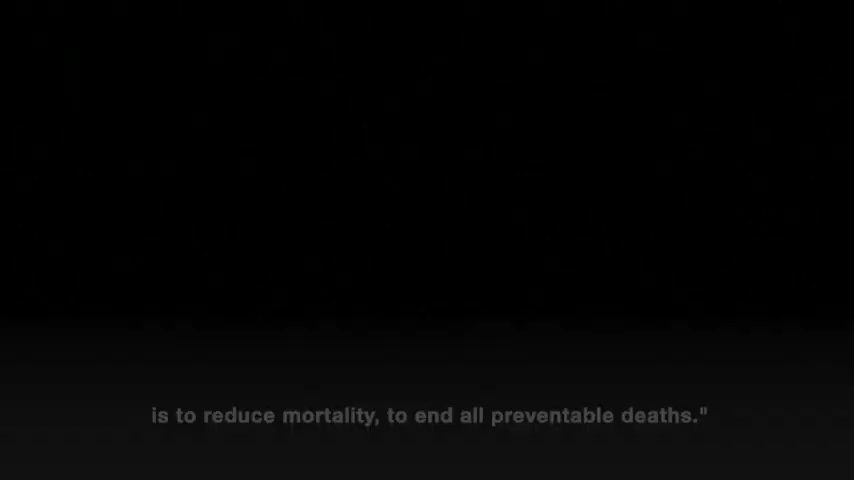 is to reduce mortality, to end all preventable deaths."